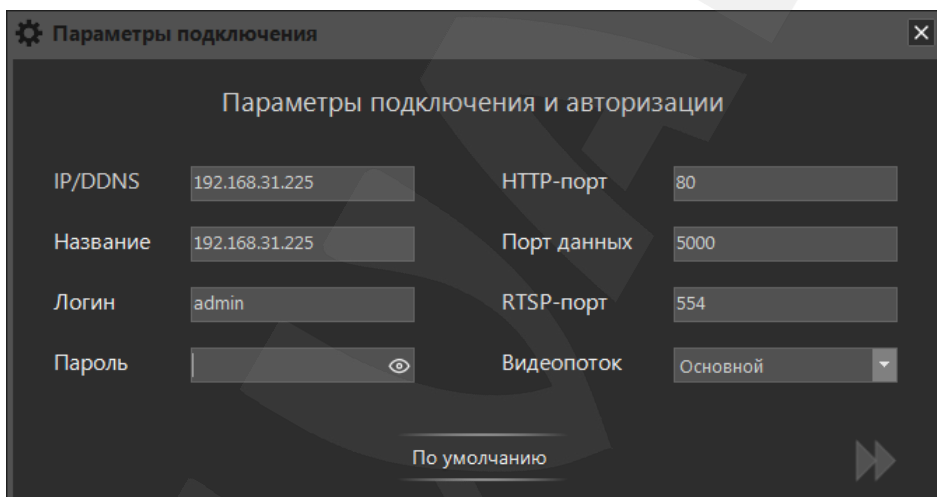 Параметры подключения
Параметры подключения и авторизации
IP/DDNS 192.168.31.225 HTTP-порт 80
Название 192.168.31.225 Порт данных 5000
Логин admin RTSP-порт 554
Пароль Видеопоток Основной
По умолчанию